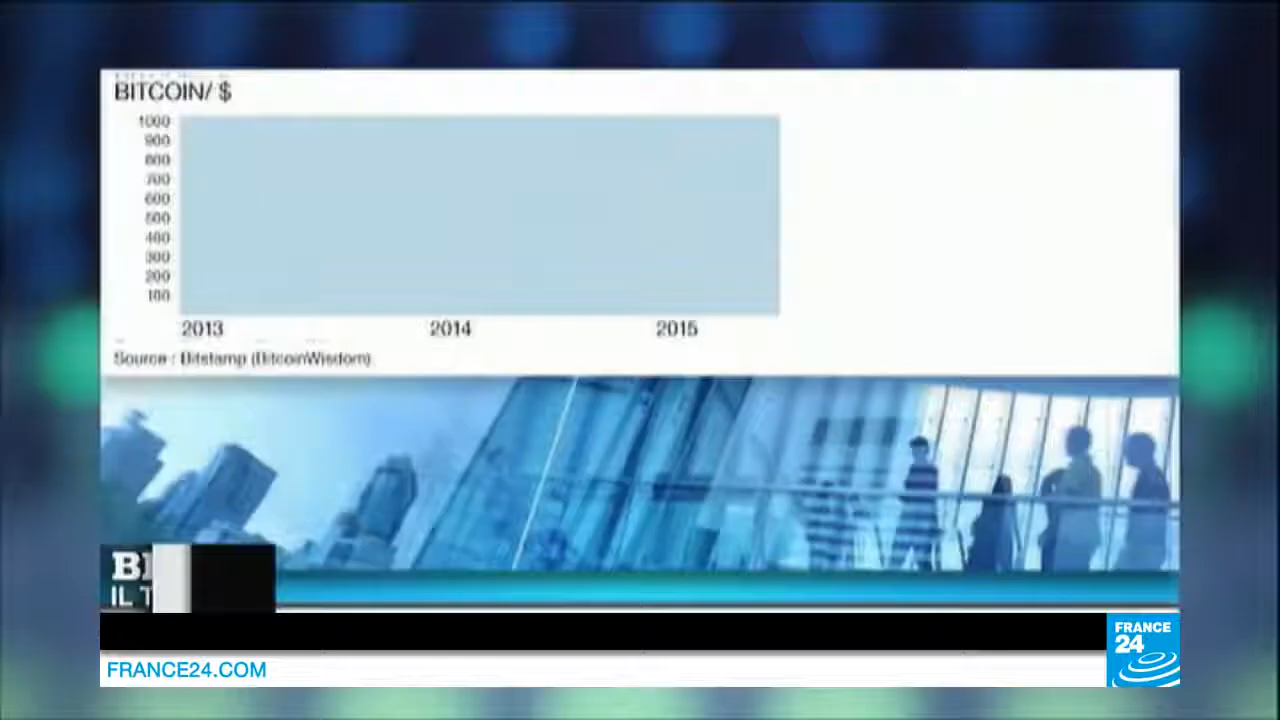 BITCOIN/ $
1000
900
800
700
600
500
400
300
200
100
2013
2014
2015
Source : Bitstamp (BitcoinWisdom)
IL T
FRANCE
24
FRANCE24.COM